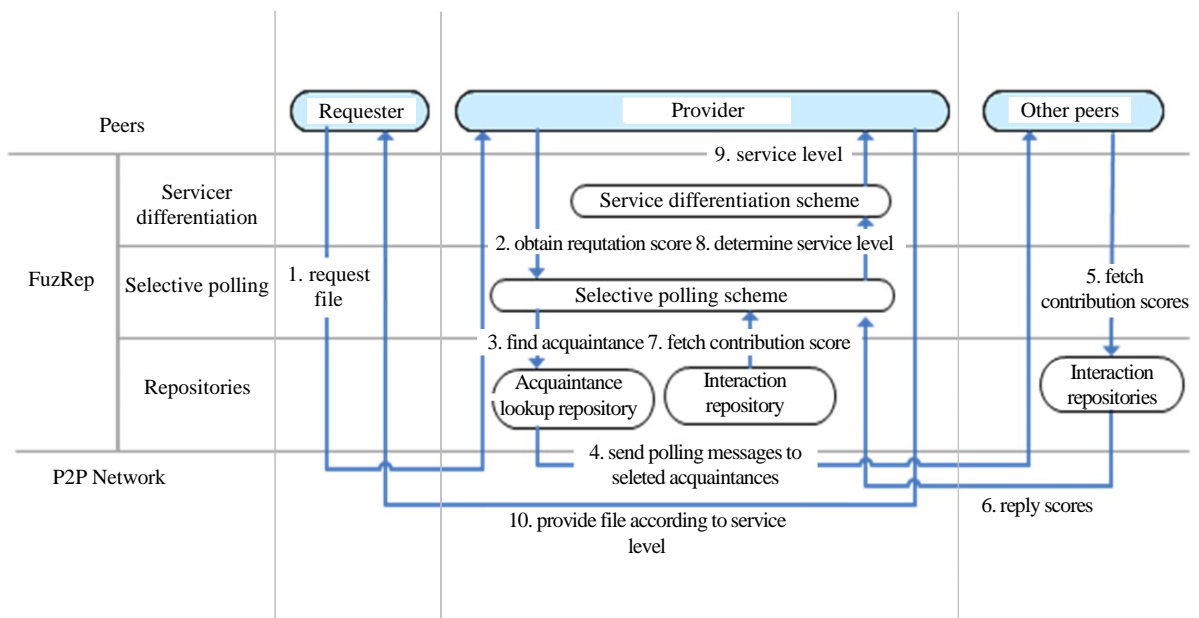 Requester
Provider
Other peers
Peers
9. service level
Servicer
differentiation
Service differentiation scheme
2. obtain requtation score 8. determine service level
FuzRep
Selective polling
1. request
file
Selective polling scheme
5. fetch
contribution scores
3. find acquaintance 7. fetch contribution score
Repositories
Acquaintance
lookup repository
Interaction
repository
Interaction
repositories
4. send polling messages to
seleted acquaintances
P2P Network
6. reply scores
10. provide file according to service
level